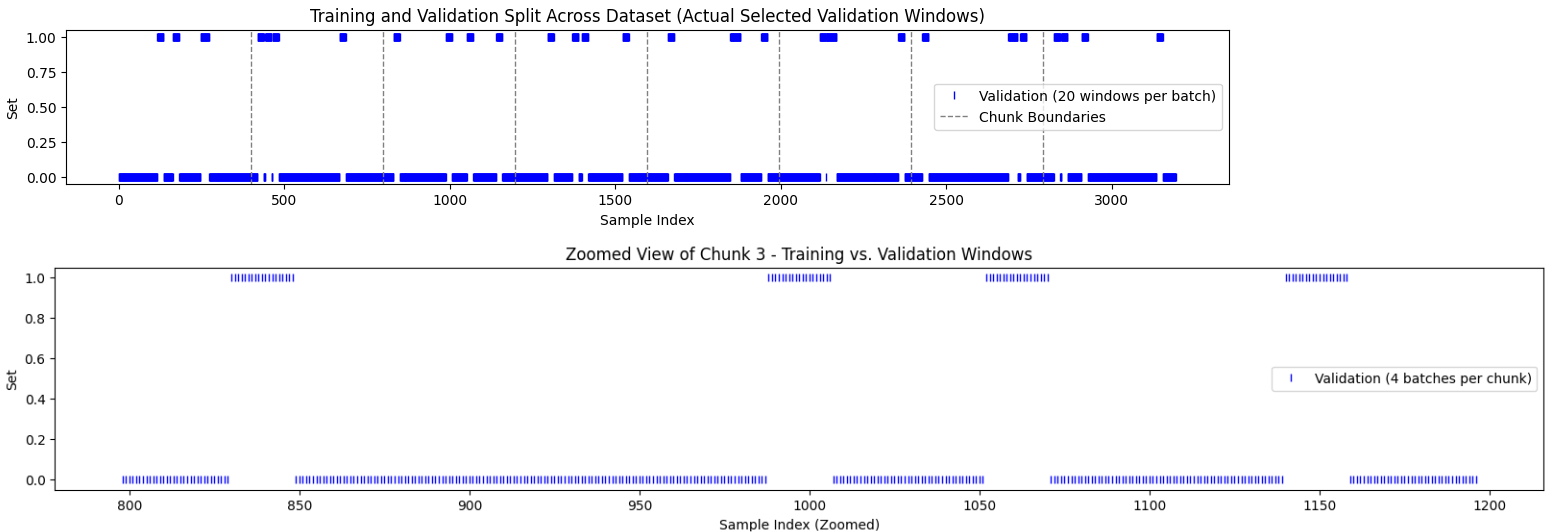 Training and Validation Split Across Dataset (Actual Selected Validation Windows)
1.00
0.75
0.50
0.25
0.00
Set
Validation (20 windows per batch)
Chunk Boundaries
0 500 1000 1500 2000 2500 3000
Sample Index
Zoomed View of Chunk 3 - Training vs. Validation Windows
1.0
0.8
0.6
0.4
0.2
0.0
Set
Validation (4 batches per chunk)
800 850 900 950 1000 1050 1100 1150 1200
Sample Index (Zoomed)